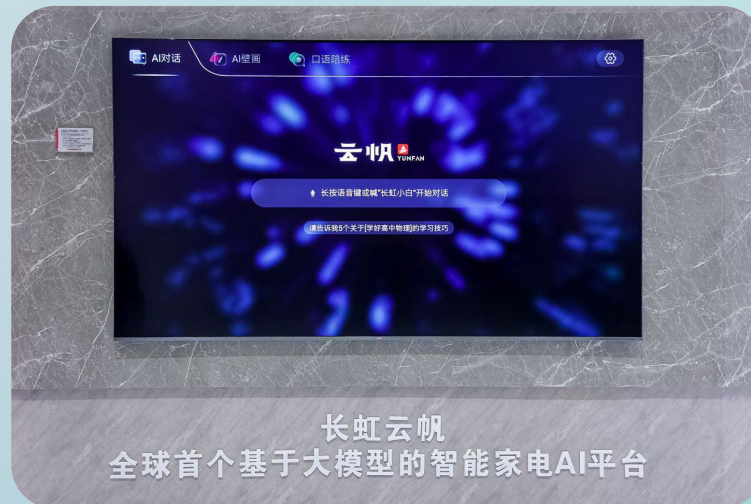 AI对话
AI壁画
口语陪练
云帆
YUNFAN
长按语音键或喊"长虹小白"开始对话
请告诉我5个关于[学好高中物理]的学习技巧
长虹云帆
全球首个基于大模型的智能家电AI平台